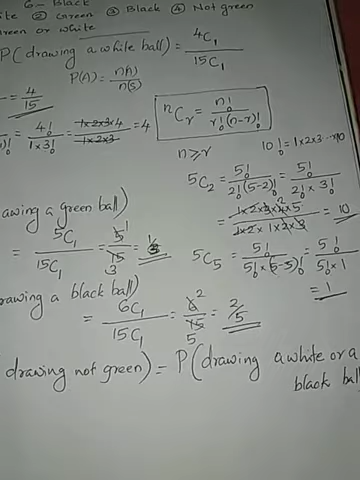 6 - Black
② Green ③ Black ④ Not green
Green or white
P(drawing a white ball) = 4C₁ / 15C₁
P(A) = n(A) / n(S)
= 4/15
4! / 1×3! = 1×2×3×4 / 1×2×3 = 4
nCr = n! / r!(n-r)!
n ≥ r
10! = 1×2×3 ... ×10
5C₂ = 5! / 2!(5-2)! = 5! / 2!×3!
= 1×2×3×4×5 / 1×2×1×2×3 = 10
drawing a green ball)
= 5C₁ / 15C₁ = 5/15 = 1/3
5C₅ = 5! / 5!×(5-5)! = 5! / 5!×1
= 1
drawing a black ball)
= 6C₁ / 15C₁ = 6/15 = 2/5
drawing not green) = P(drawing a white or a
black ball